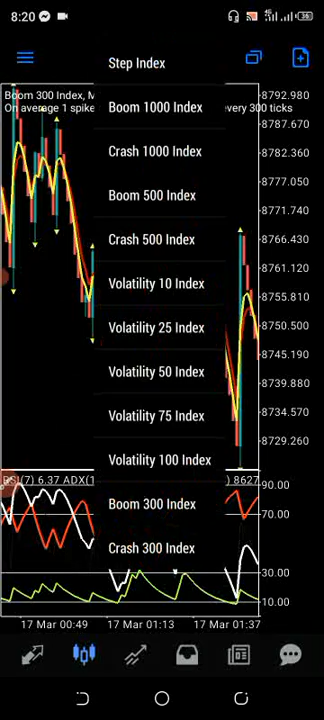 8:20
36
Boom 300 Index, M
On average 1 spike
every 300 ticks
Step Index
Boom 1000 Index
Crash 1000 Index
Boom 500 Index
Crash 500 Index
Volatility 10 Index
Volatility 25 Index
Volatility 50 Index
Volatility 75 Index
Volatility 100 Index
Boom 300 Index
Crash 300 Index
8792.980
8787.670
8782.360
8777.050
8771.740
8766.430
8761.120
8755.810
8750.500
8745.190
8739.880
8734.570
8729.260
RSI(7) 6.37 ADX(1
) 8627
90.00
70.00
30.00
10.00
17 Mar 00:49
17 Mar 01:13
17 Mar 01:37